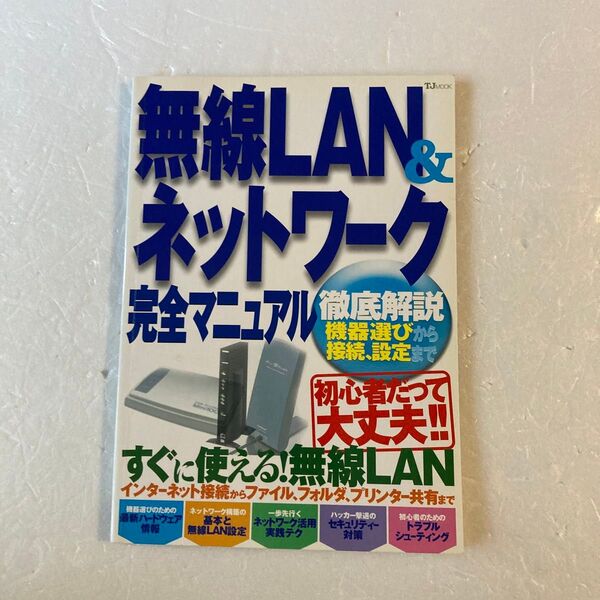 TJ MOOK
無線LAN&
ネットワーク
完全マニュアル
徹底解説
機器選びから
接続、設定まで
初心者だって
大丈夫!!
すぐに使える!無線LAN
インターネット接続からファイル、フォルダ、プリンター共有まで
機器選びのための
最新ハードウェア
情報
ネットワーク構築の
基本と
無線LAN設定
一歩先行く
ネットワーク活用
実践テク
ハッカー撃退の
セキュリティー
対策
初心者のための
トラブル
シューティング